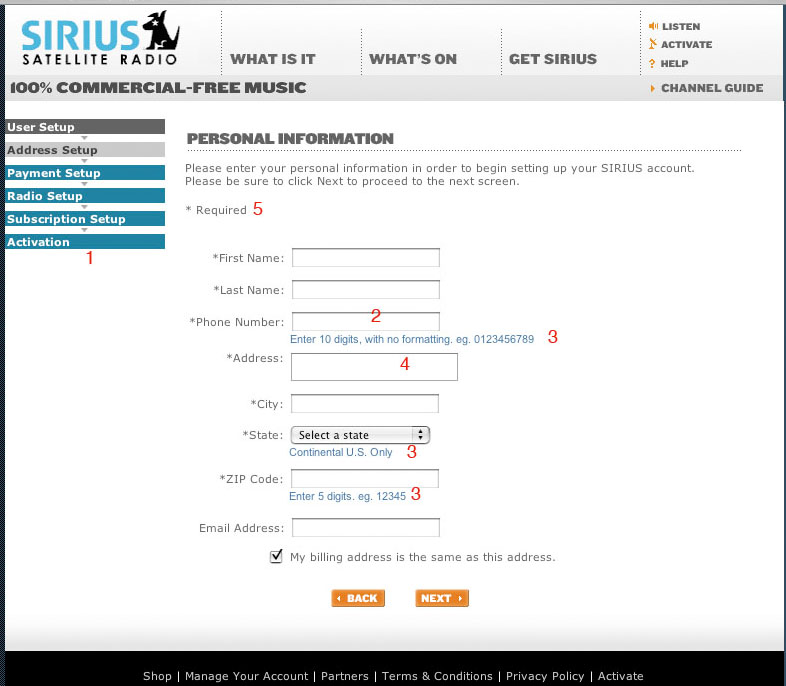 SIRIUS
SATELLITE RADIO
WHAT IS IT
WHAT'S ON
GET SIRIUS
LISTEN
ACTIVATE
? HELP
100% COMMERCIAL-FREE MUSIC
CHANNEL GUIDE
User Setup
Address Setup
Payment Setup
Radio Setup
Subscription Setup
Activation
1
PERSONAL INFORMATION
Please enter your personal information in order to begin setting up your SIRIUS account.
Please be sure to click Next to proceed to the next screen.
* Required 5
*First Name:
*Last Name:
*Phone Number: 2
Enter 10 digits, with no formatting. eg. 0123456789 3
*Address: 4
*City:
*State: Select a state
Continental U.S. Only 3
*ZIP Code:
Enter 5 digits. eg. 12345 3
Email Address:
My billing address is the same as this address.
BACK NEXT
Shop | Manage Your Account | Partners | Terms & Conditions | Privacy Policy | Activate